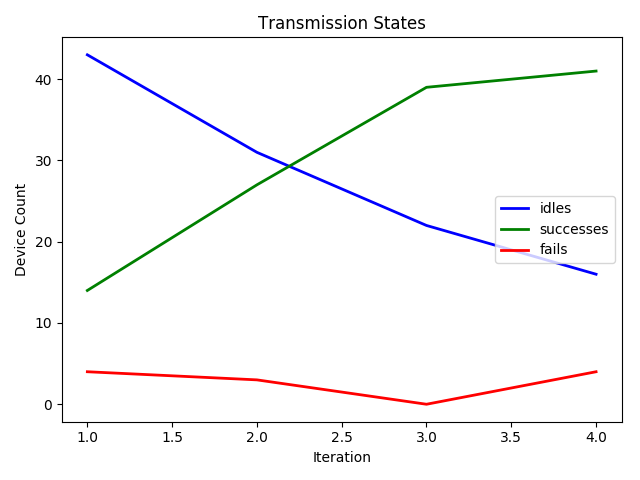 Transmission States
Device Count
40
30
20
10
0
idles
successes
fails
1.0 1.5 2.0 2.5 3.0 3.5 4.0
Iteration